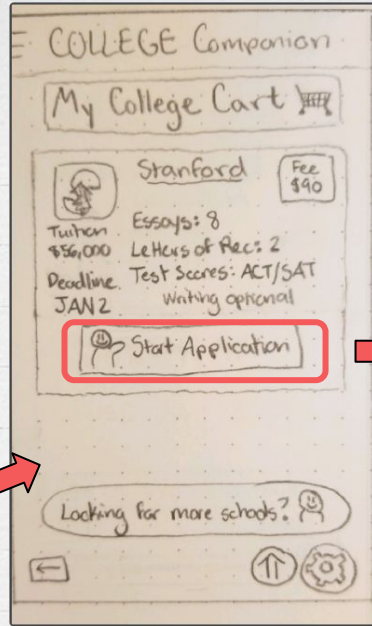 COLLEGE Companion
My College Cart
Stanford
Fee
$90
Tuition
$56,000
Deadline
JAN 2
Essays: 8
Letters of Rec: 2
Test Scores: ACT/SAT
Writing optional
Start Application
Looking for more schools?